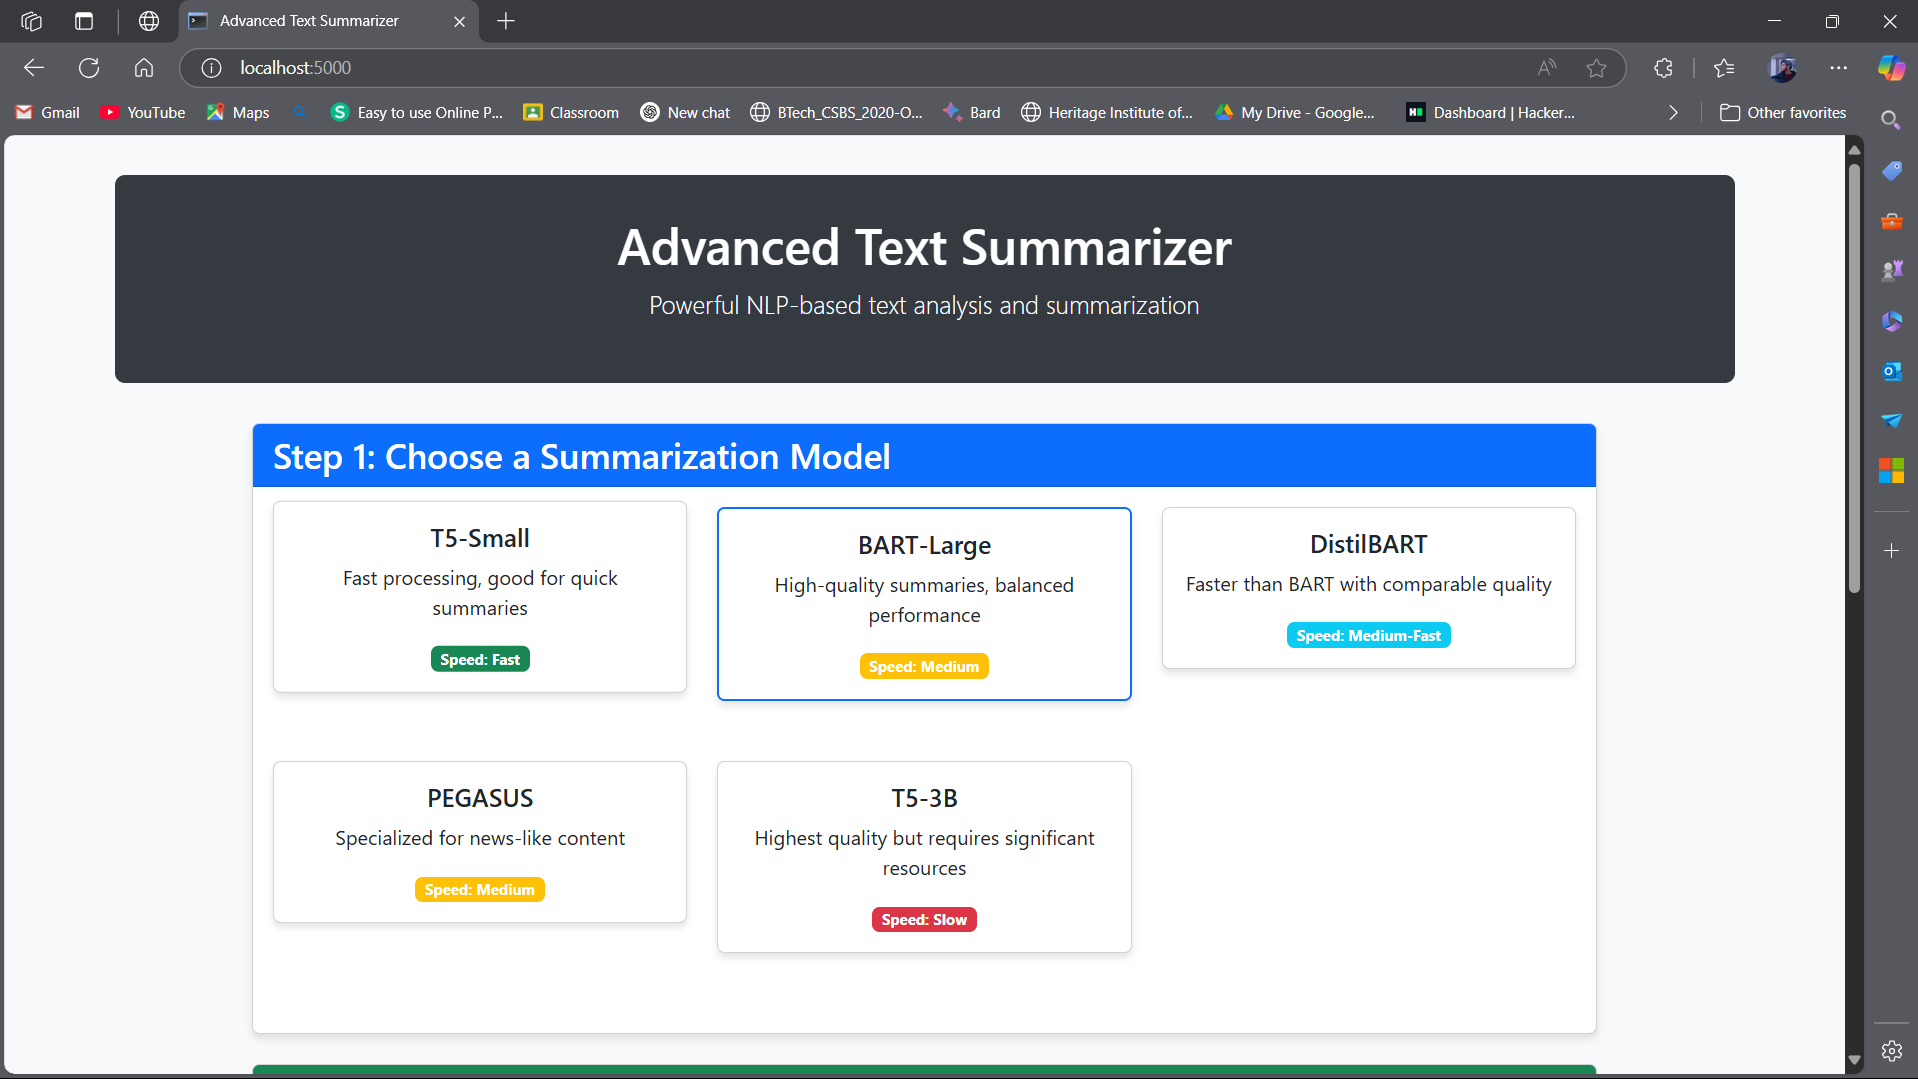 Advanced Text Summarizer
localhost:5000
Gmail
YouTube
Maps
Easy to use Online P...
Classroom
New chat
BTech_CSBS_2020-O...
Bard
Heritage Institute of...
My Drive - Google...
Dashboard | Hacker...
Other favorites
Advanced Text Summarizer
Powerful NLP-based text analysis and summarization
Step 1: Choose a Summarization Model
T5-Small
Fast processing, good for quick
summaries
Speed: Fast
BART-Large
High-quality summaries, balanced
performance
Speed: Medium
DistilBART
Faster than BART with comparable quality
Speed: Medium-Fast
PEGASUS
Specialized for news-like content
Speed: Medium
T5-3B
Highest quality but requires significant
resources
Speed: Slow